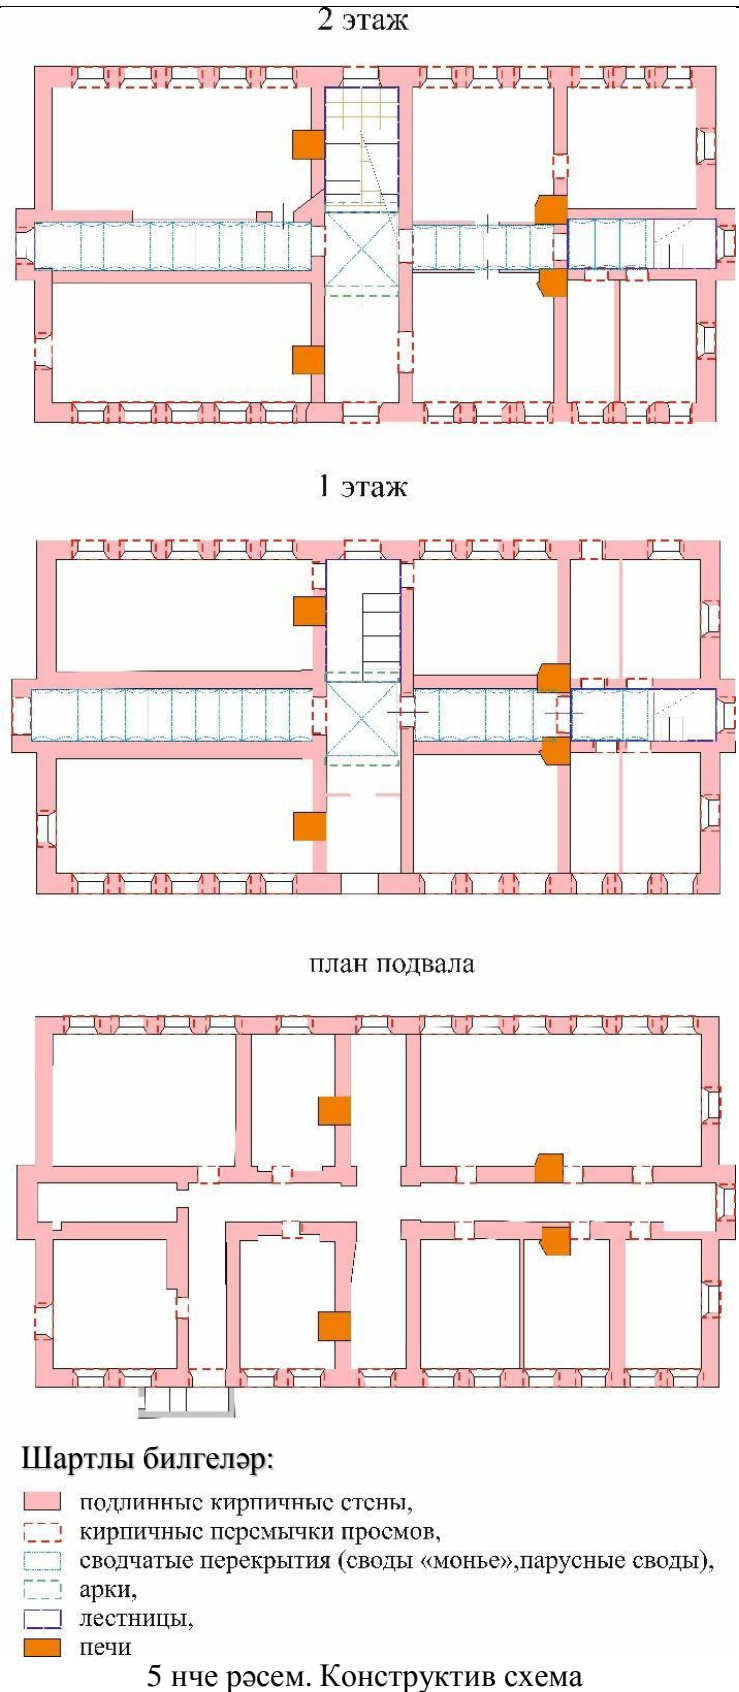 2 этаж
1 этаж
план подвала
Шартлы билгеләр:
подлинные кирпичные стены,
кирпичные перемычки проемов,
сводчатые перекрытия (своды «монье»,парусные своды),
арки,
лестницы,
печи
5 нче рәсем. Конструктив схема